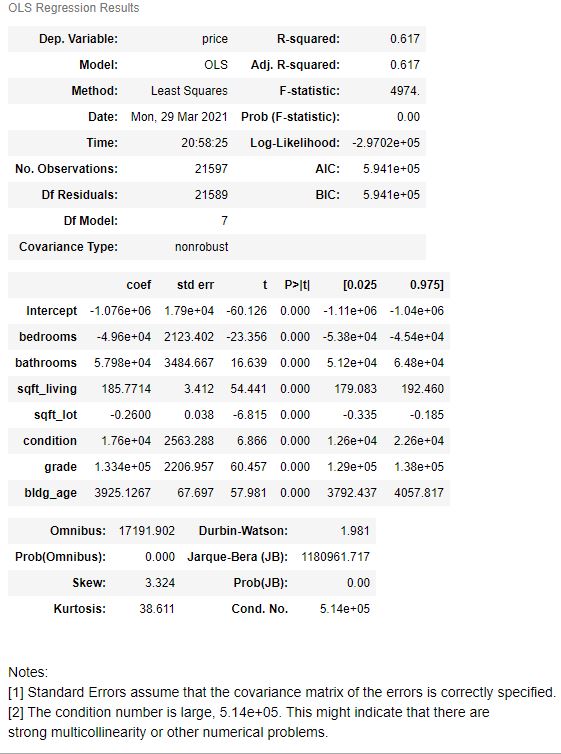 OLS Regression Results
Dep. Variable: price R-squared: 0.617
Model: OLS Adj. R-squared: 0.617
Method: Least Squares F-statistic: 4974.
Date: Mon, 29 Mar 2021 Prob (F-statistic): 0.00
Time: 20:58:25 Log-Likelihood: -2.9702e+05
No. Observations: 21597 AIC: 5.941e+05
Df Residuals: 21589 BIC: 5.941e+05
Df Model: 7
Covariance Type: nonrobust
coef std err t P>|t| [0.025 0.975]
Intercept -1.076e+06 1.79e+04 -60.126 0.000 -1.11e+06 -1.04e+06
bedrooms -4.96e+04 2123.402 -23.356 0.000 -5.38e+04 -4.54e+04
bathrooms 5.798e+04 3484.667 16.639 0.000 5.12e+04 6.48e+04
sqft_living 185.7714 3.412 54.441 0.000 179.083 192.460
sqft_lot -0.2600 0.038 -6.815 0.000 -0.335 -0.185
condition 1.76e+04 2563.288 6.866 0.000 1.26e+04 2.26e+04
grade 1.334e+05 2206.957 60.457 0.000 1.29e+05 1.38e+05
bldg_age 3925.1267 67.697 57.981 0.000 3792.437 4057.817
Omnibus: 17191.902 Durbin-Watson: 1.981
Prob(Omnibus): 0.000 Jarque-Bera (JB): 1180961.717
Skew: 3.324 Prob(JB): 0.00
Kurtosis: 38.611 Cond. No. 5.14e+05
Notes:
[1] Standard Errors assume that the covariance matrix of the errors is correctly specified.
[2] The condition number is large, 5.14e+05. This might indicate that there are
strong multicollinearity or other numerical problems.